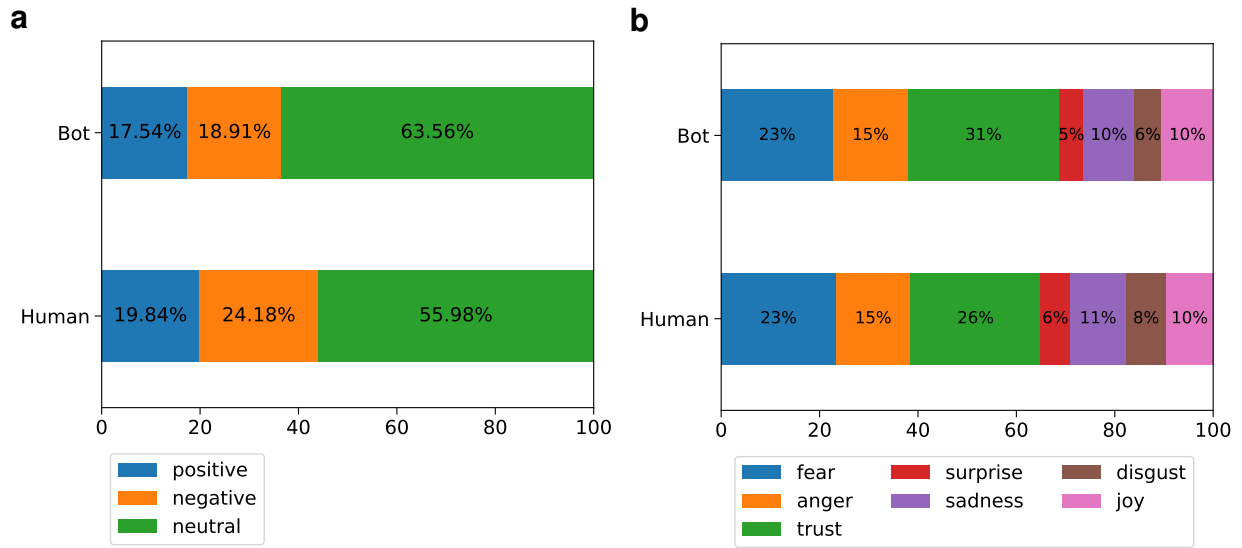 a
Bot
17.54% 18.91% 63.56%
Human
19.84% 24.18% 55.98%
0 20 40 60 80 100
positive
negative
neutral
b
Bot
23% 15% 31% 5% 10% 6% 10%
Human
23% 15% 26% 6% 11% 8% 10%
0 20 40 60 80 100
fear surprise disgust
anger sadness joy
trust